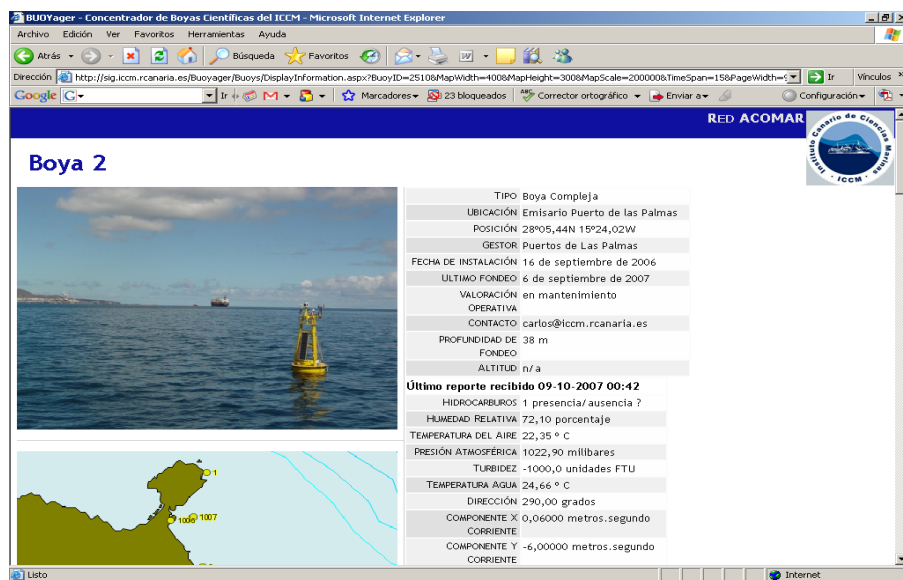 BUOYager - Concentrador de Boyas Científicas del ICCM - Microsoft Internet Explorer
Archivo Edición Ver Favoritos Herramientas Ayuda
Atrás Búsqueda Favoritos
Dirección http://sig.iccm.rcanaria.es/Buoyager/Buoys/DisplayInformation.aspx?BuoyID=2510&MapWidth=400&MapHeight=300&MapScale=200000&TimeSpan=15&PageWidth= Ir Vínculos
Google G Ir Marcadores 23 bloqueados Corrector ortográfico Enviar a Configuración
RED ACOMAR
Instituto Canario de Ciencias Marinas · ICCM ·
Boya 2
TIPO Boya Compleja
UBICACIÓN Emisario Puerto de las Palmas
POSICIÓN 28º05,44N 15º24,02W
GESTOR Puertos de Las Palmas
FECHA DE INSTALACIÓN 16 de septiembre de 2006
ULTIMO FONDEO 6 de septiembre de 2007
VALORACIÓN en mantenimiento
OPERATIVA
CONTACTO carlos@iccm.rcanaria.es
PROFUNDIDAD DE 38 m
FONDEO
ALTITUD n/a
Último reporte recibido 09-10-2007 00:42
HIDROCARBUROS 1 presencia/ausencia ?
HUMEDAD RELATIVA 72,10 porcentaje
TEMPERATURA DEL AIRE 22,35 º C
PRESIÓN ATMOSFÉRICA 1022,90 milibares
TURBIDEZ -1000,0 unidades FTU
TEMPERATURA AGUA 24,66 º C
DIRECCIÓN 290,00 grados
COMPONENTE X 0,06000 metros.segundo
CORRIENTE
COMPONENTE Y -6,00000 metros.segundo
CORRIENTE
1
1006 1007
Listo Internet